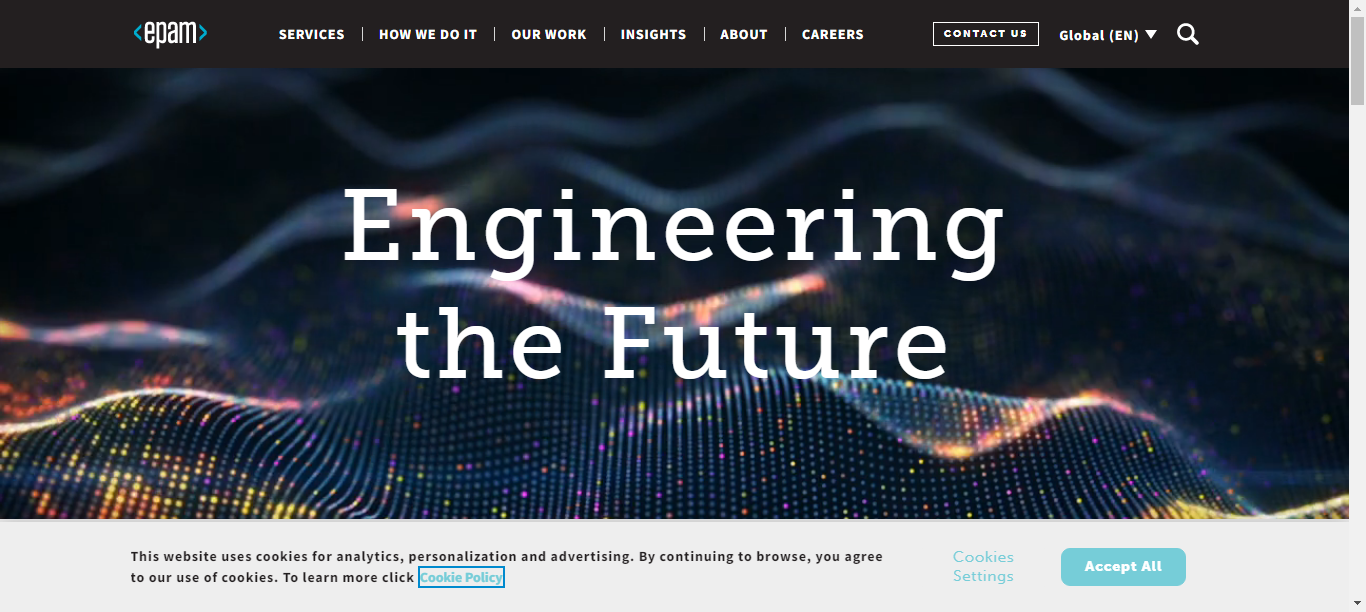 <epam>
SERVICES | HOW WE DO IT | OUR WORK | INSIGHTS | ABOUT | CAREERS
CONTACT US
Global (EN)
Engineering
the Future
This website uses cookies for analytics, personalization and advertising. By continuing to browse, you agree
to our use of cookies. To learn more click Cookie Policy
Cookies
Settings
Accept All